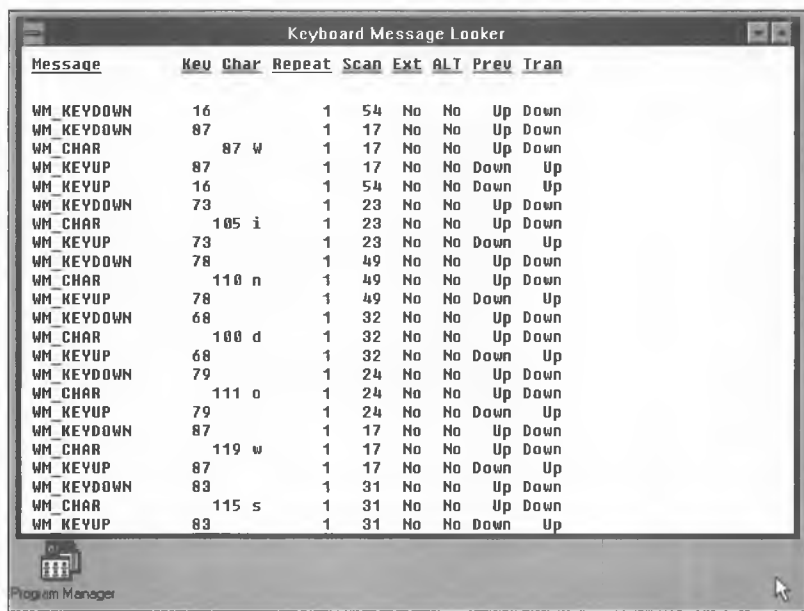 Keyboard Message Looker
Message Key Char Repeat Scan Ext ALT Prev Tran
WM_KEYDOWN 16 1 54 No No Up Down
WM_KEYDOWN 87 1 17 No No Up Down
WM_CHAR 87 W 1 17 No No Up Down
WM_KEYUP 87 1 17 No No Down Up
WM_KEYUP 16 1 54 No No Down Up
WM_KEYDOWN 73 1 23 No No Up Down
WM_CHAR 105 i 1 23 No No Up Down
WM_KEYUP 73 1 23 No No Down Up
WM_KEYDOWN 78 1 49 No No Up Down
WM_CHAR 110 n 1 49 No No Up Down
WM_KEYUP 78 1 49 No No Down Up
WM_KEYDOWN 68 1 32 No No Up Down
WM_CHAR 100 d 1 32 No No Up Down
WM_KEYUP 68 1 32 No No Down Up
WM_KEYDOWN 79 1 24 No No Up Down
WM_CHAR 111 o 1 24 No No Up Down
WM_KEYUP 79 1 24 No No Down Up
WM_KEYDOWN 87 1 17 No No Up Down
WM_CHAR 119 w 1 17 No No Up Down
WM_KEYUP 87 1 17 No No Down Up
WM_KEYDOWN 83 1 31 No No Up Down
WM_CHAR 115 s 1 31 No No Up Down
WM_KEYUP 83 1 31 No No Down Up
Program Manager